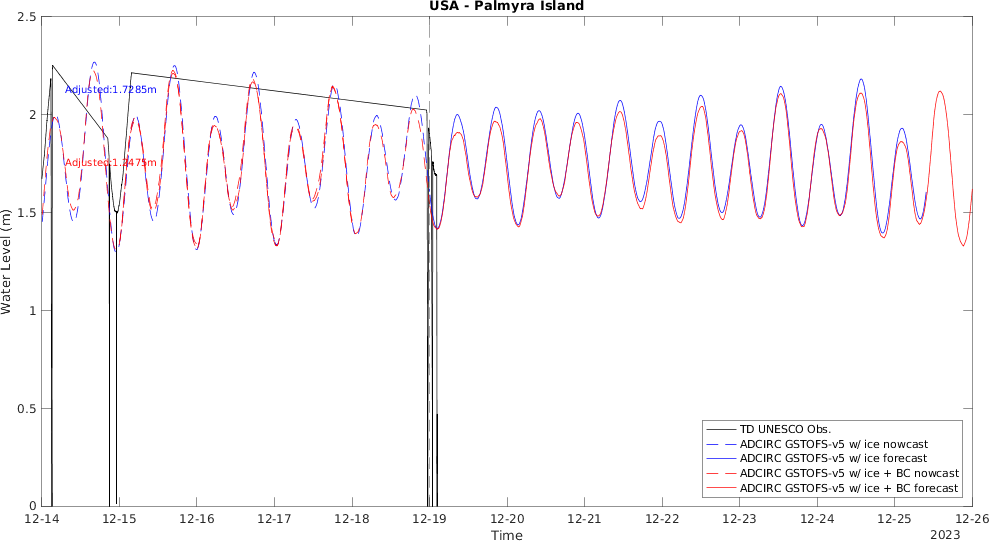 USA - Palmyra Island
2.5
2
1.5
1
0.5
0
Water Level (m)
Adjusted:1.7285m
Adjusted:1.7475m
TD UNESCO Obs.
ADCIRC GSTOFS-v5 w/ ice nowcast
ADCIRC GSTOFS-v5 w/ ice forecast
ADCIRC GSTOFS-v5 w/ ice + BC nowcast
ADCIRC GSTOFS-v5 w/ ice + BC forecast
12-14 12-15 12-16 12-17 12-18 12-19 12-20 12-21 12-22 12-23 12-24 12-25 12-26
Time
2023